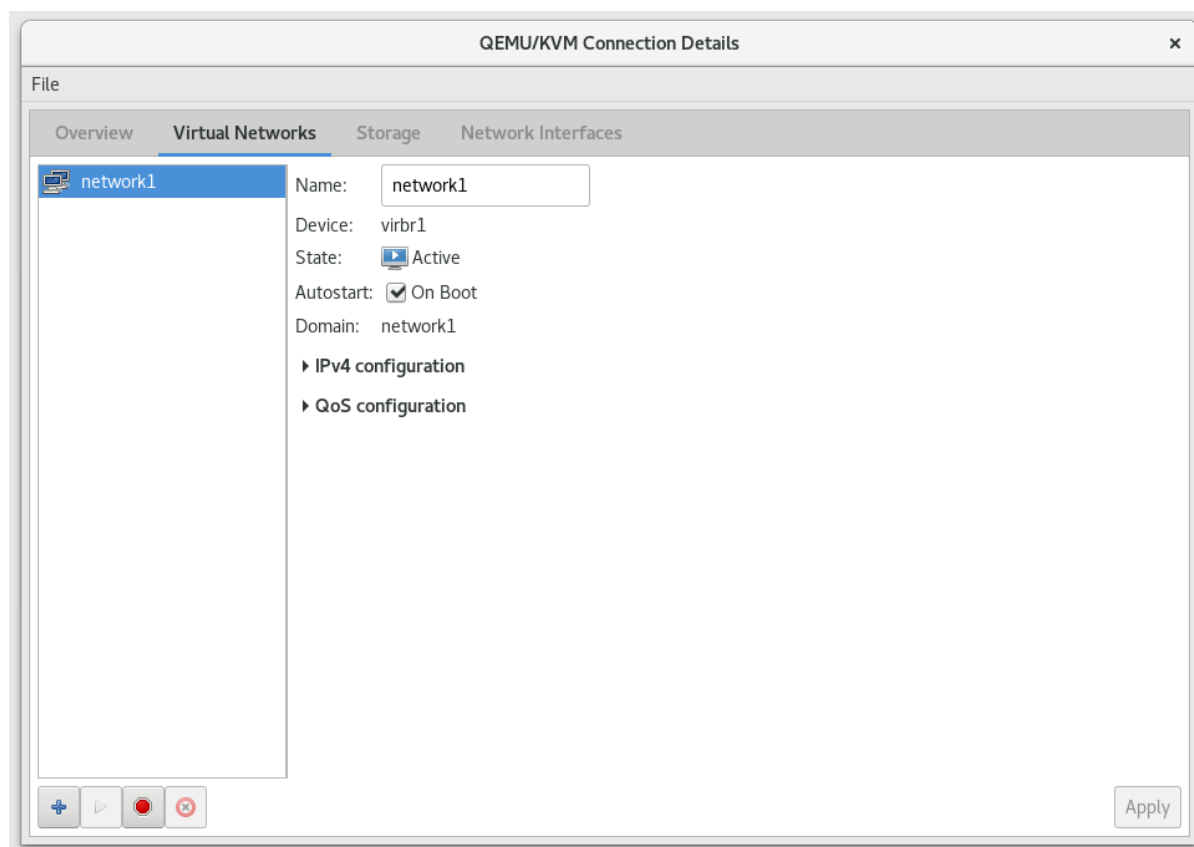 QEMU/KVM Connection Details
File
Overview Virtual Networks Storage Network Interfaces
network1
Name: network1
Device: virbr1
State: Active
Autostart: On Boot
Domain: network1
IPv4 configuration
QoS configuration
Apply